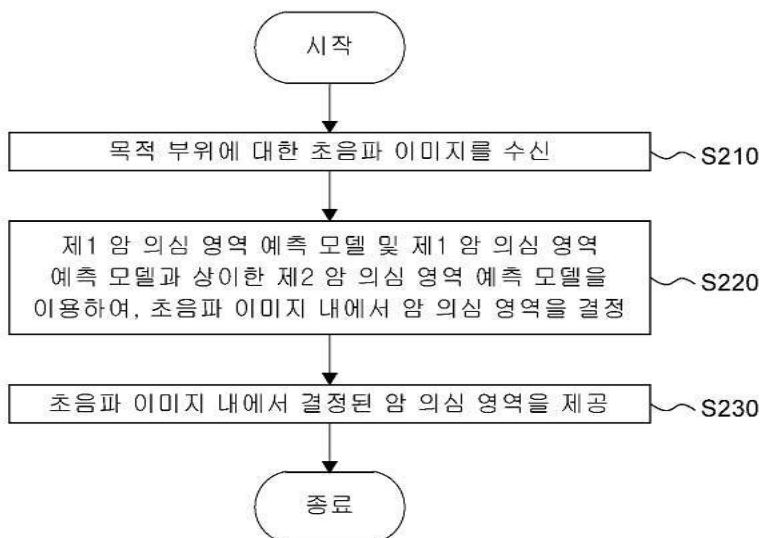 시작
목적 부위에 대한 초음파 이미지를 수신
S210
제1 암 의심 영역 예측 모델 및 제1 암 의심 영역
예측 모델과 상이한 제2 암 의심 영역 예측 모델을
이용하여, 초음파 이미지 내에서 암 의심 영역을 결정
S220
초음파 이미지 내에서 결정된 암 의심 영역을 제공
S230
종료